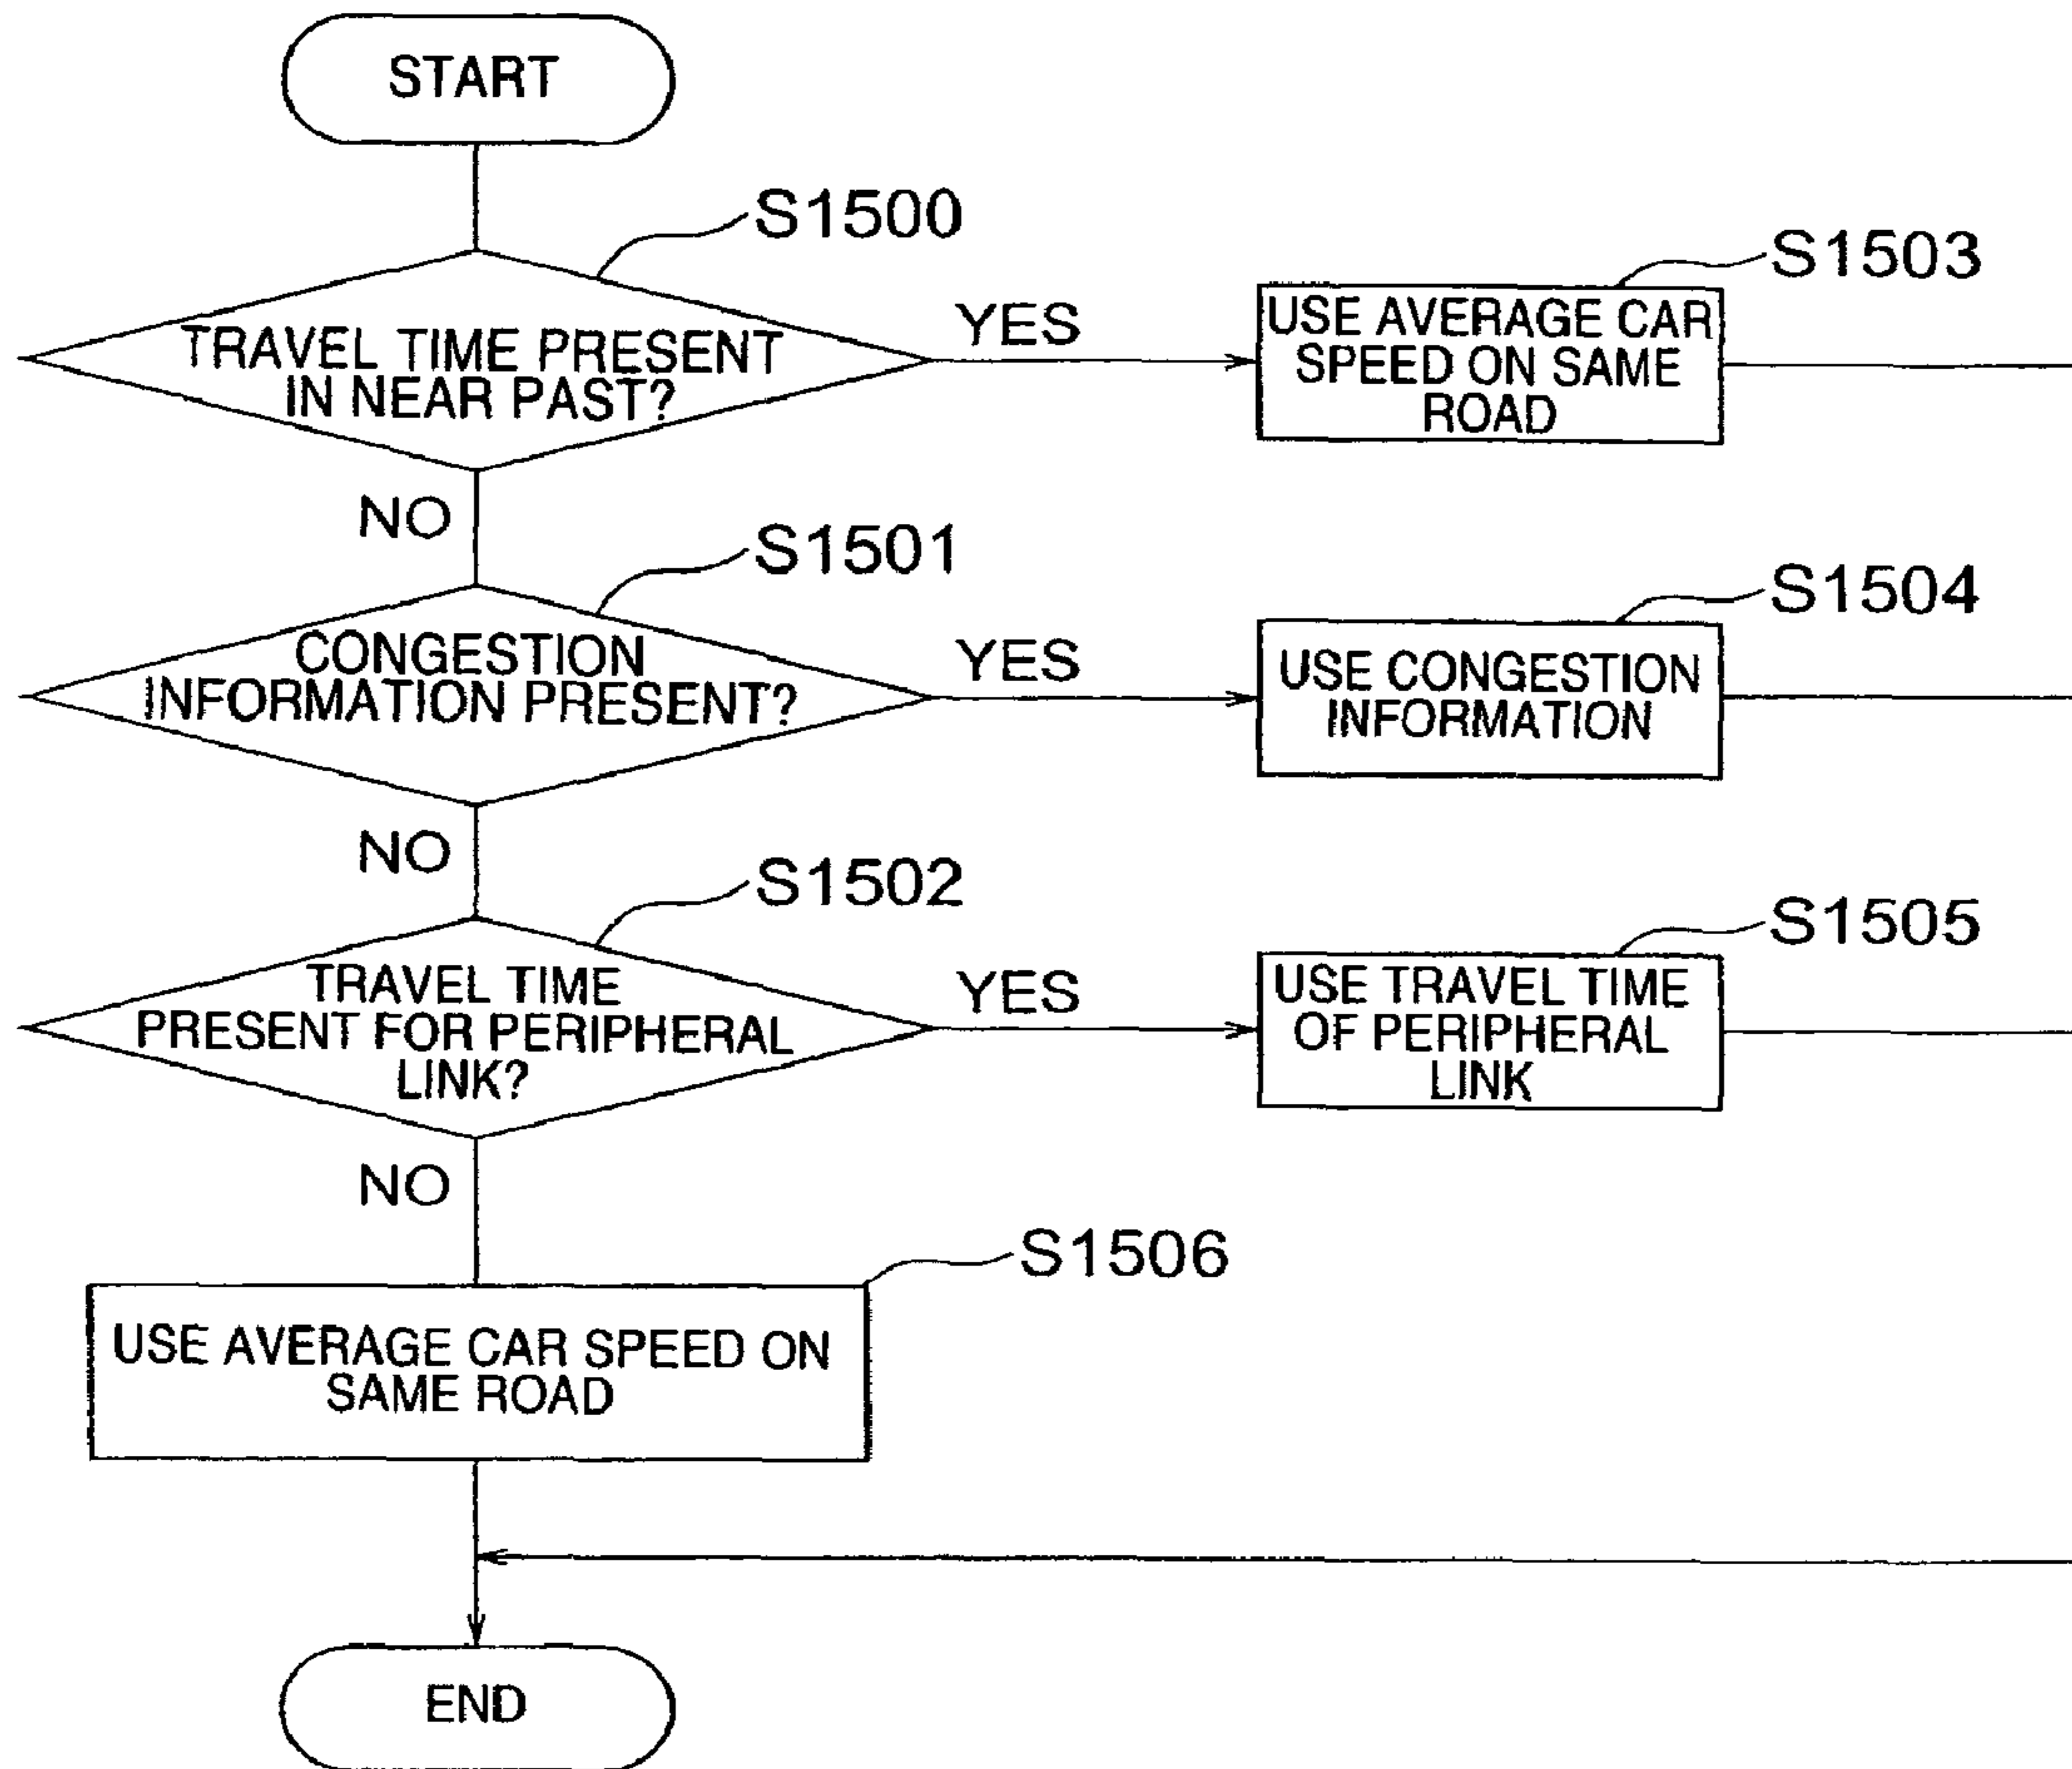 START
S1500
TRAVEL TIME PRESENT
IN NEAR PAST?
YES
S1503
USE AVERAGE CAR
SPEED ON SAME
ROAD
NO
S1501
CONGESTION
INFORMATION PRESENT?
YES
S1504
USE CONGESTION
INFORMATION
NO
S1502
TRAVEL TIME
PRESENT FOR PERIPHERAL
LINK?
YES
S1505
USE TRAVEL TIME
OF PERIPHERAL
LINK
NO
S1506
USE AVERAGE CAR SPEED ON
SAME ROAD
END